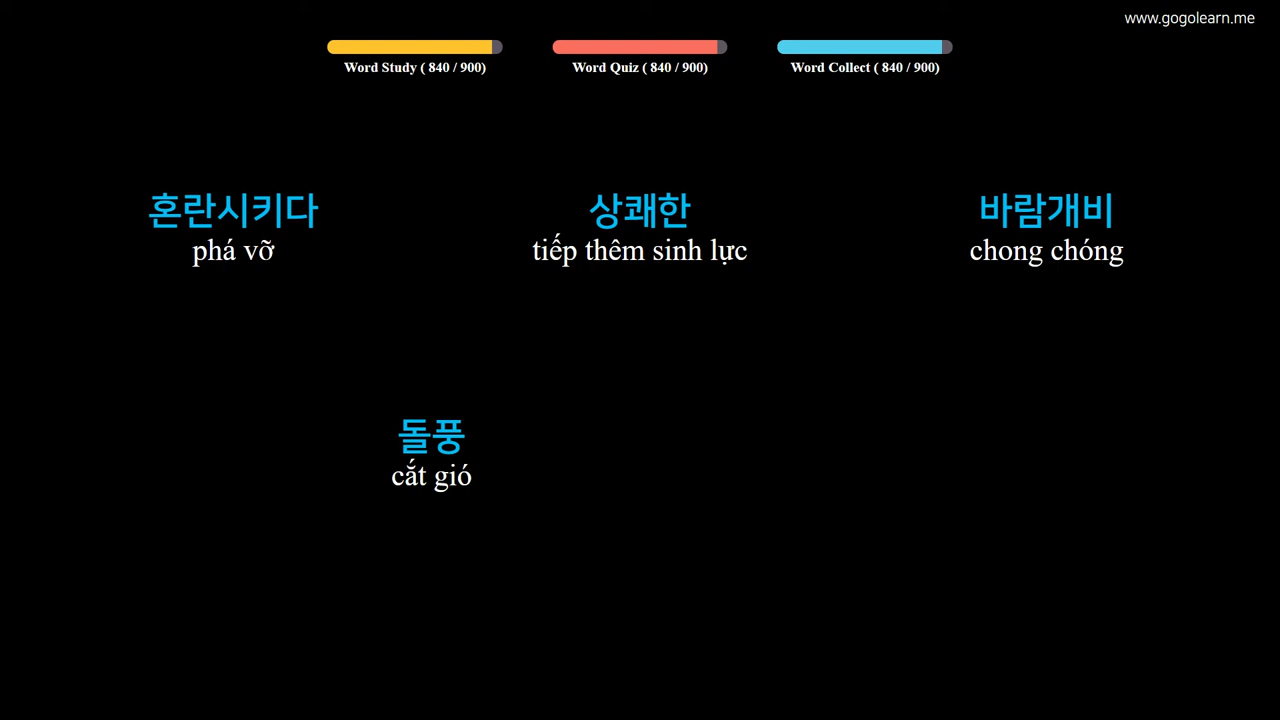 www.gogolearn.me
Word Study ( 840 / 900)
Word Quiz ( 840 / 900)
Word Collect ( 840 / 900)
혼란시키다
phá vỡ
상쾌한
tiếp thêm sinh lực
바람개비
chong chóng
돌풍
cắt gió